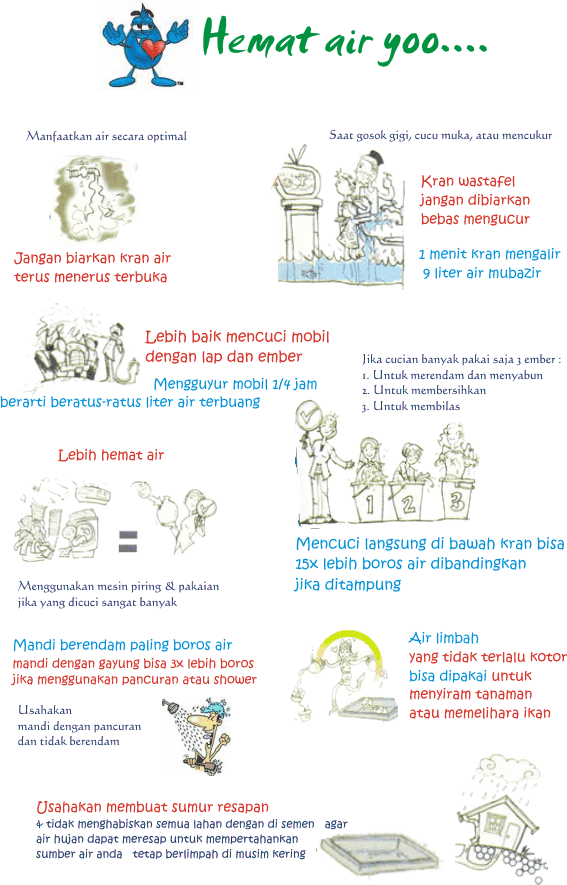 Hemat air yoo....
Manfaatkan air secara optimal
Jangan biarkan kran air
terus menerus terbuka
Saat gosok gigi, cucu muka, atau mencukur
Kran wastafel
jangan dibiarkan
bebas mengucur
1 menit kran mengalir
9 liter air mubazir
Lebih baik mencuci mobil
dengan lap dan ember
Mengguyur mobil 1/4 jam
berarti beratus-ratus liter air terbuang
Jika cucian banyak pakai saja 3 ember :
1. Untuk merendam dan menyabun
2. Untuk membersihkan
3. Untuk membilas
1 2 3
Mencuci langsung di bawah kran bisa
15x lebih boros air dibandingkan
jika ditampung
Lebih hemat air
=
Menggunakan mesin piring & pakaian
jika yang dicuci sangat banyak
Mandi berendam paling boros air
mandi dengan gayung bisa 3x lebih boros
jika menggunakan pancuran atau shower
Usahakan
mandi dengan pancuran
dan tidak berendam
Air limbah
yang tidak terlalu kotor
bisa dipakai untuk
menyiram tanaman
atau memelihara ikan
Usahakan membuat sumur resapan
4 tidak menghabiskan semua lahan dengan di semen agar
air hujan dapat meresap untuk mempertahankan
sumber air anda tetap berlimpah di musim kering